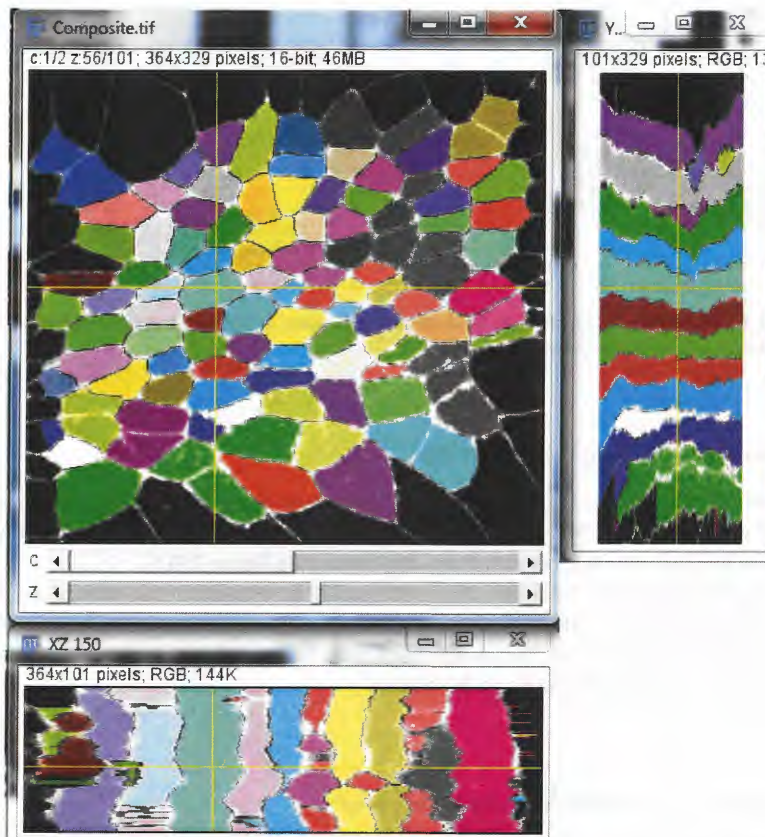 Composite.tif
c:1/2 z:56/101; 364x329 pixels; 16-bit; 46MB
C
Z
Y...
101x329 pixels; RGB; 13
XZ 150
364x101 pixels; RGB; 144K